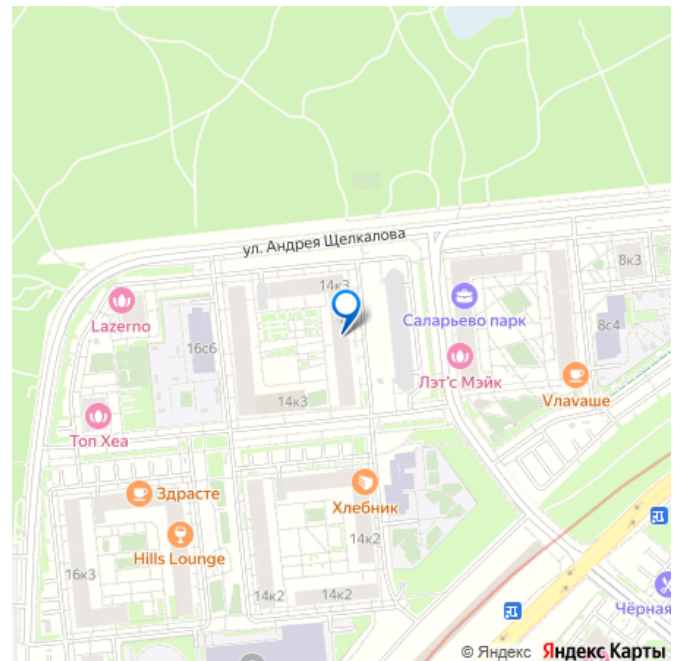 ул. Андрея Щелкалова
8к3
14к3
Lazerno
Саларьево парк
8с4
16с6
Лэт'с Мэйк
Vлаваше
14к3
Топ Хеа
Здрасте
Хлебник
Hills Lounge
14к2
16к3
14к2
14к2
Чёрная
© Яндекс Яндекс Карты